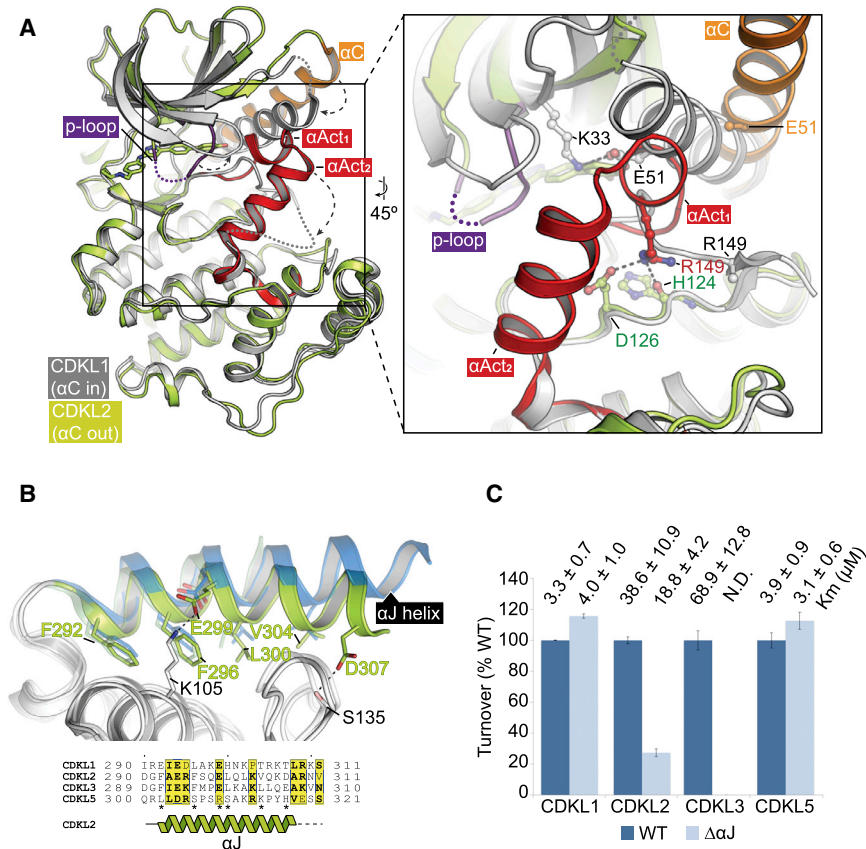 A
αC
p-loop
αAct₁
αAct₂
45º
CDKL1
(αC in)
CDKL2
(αC out)
αC
K33
E51
E51
αAct₁
p-loop
R149
R149
H124
D126
αAct₂
B
αJ helix
F292
E299
V304
L300
F296
D307
K105
S135
CDKL1 290 IREIEDLAKEHNKPTRKTLRKS 311
CDKL2 290 DGFAERFSQELQLKVQKDARNV 311
CDKL3 289 DGFIEKFMPELKAKLLQEAKVN 310
CDKL5 300 QRLLDRSPSRSAKRKPYHVESS 321
* * ** * *
CDKL2
αJ
C
3.3 ± 0.7
4.0 ± 1.0
38.6 ± 10.9
18.8 ± 4.2
68.9 ± 12.8
N.D.
3.9 ± 0.9
3.1 ± 0.6
Km (µM)
Turnover (% WT)
140
120
100
80
60
40
20
0
CDKL1 CDKL2 CDKL3 CDKL5
WT ΔαJ